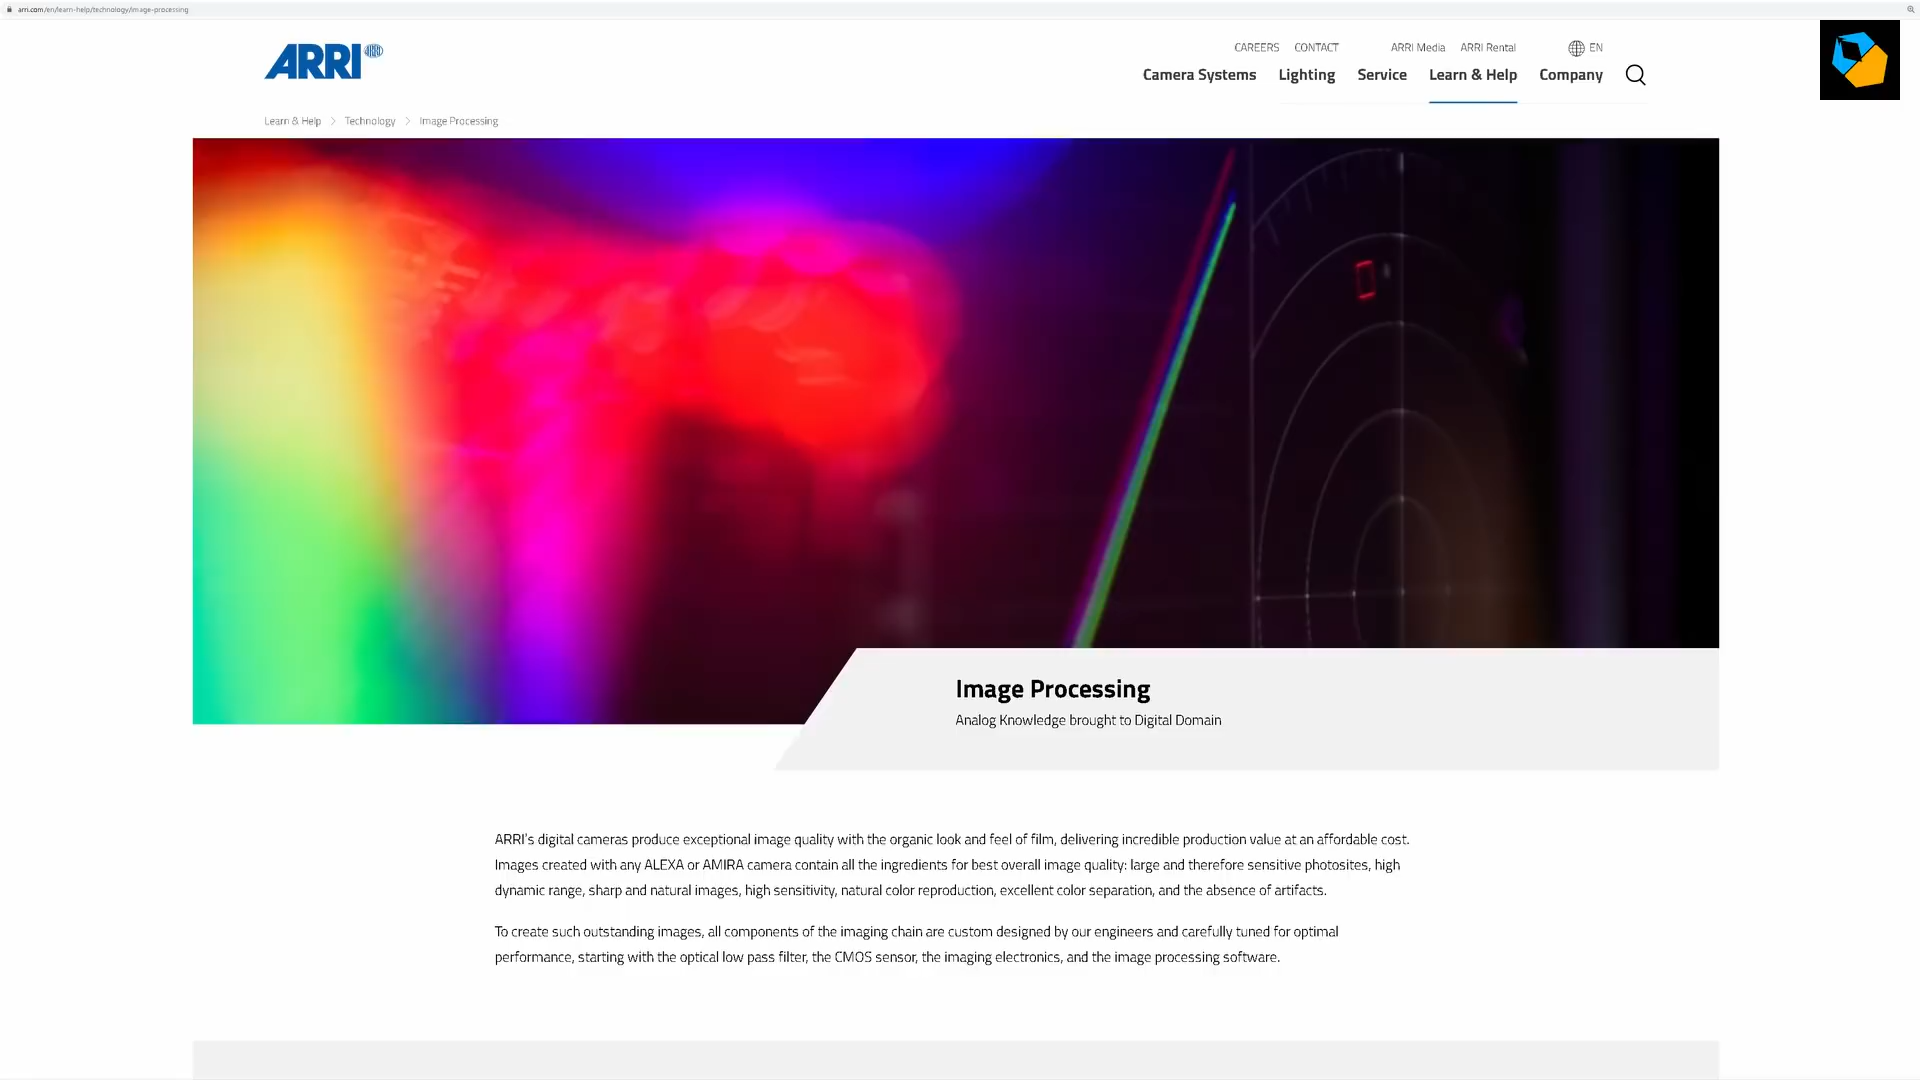 arri.com/en/learn-help/technology/image-processing
ARRI ARRI
CAREERS CONTACT ARRI Media ARRI Rental EN
Camera Systems Lighting Service Learn & Help Company
Learn & Help > Technology > Image Processing
Image Processing
Analog Knowledge brought to Digital Domain
ARRI's digital cameras produce exceptional image quality with the organic look and feel of film, delivering incredible production value at an affordable cost.
Images created with any ALEXA or AMIRA camera contain all the ingredients for best overall image quality: large and therefore sensitive photosites, high
dynamic range, sharp and natural images, high sensitivity, natural color reproduction, excellent color separation, and the absence of artifacts.
To create such outstanding images, all components of the imaging chain are custom designed by our engineers and carefully tuned for optimal
performance, starting with the optical low pass filter, the CMOS sensor, the imaging electronics, and the image processing software.